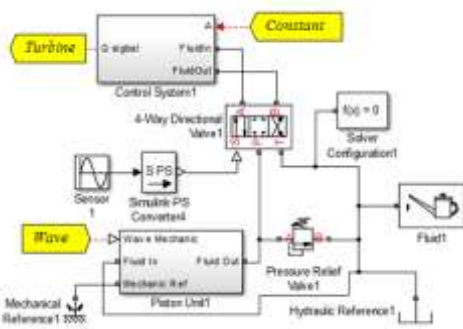 Turbine
Constant
A
G signal
FluidIn
FluidOut
Control System1
4-Way Directional
Valve1
A
B
S
P
T
f(x) = 0
Solver
Configuration1
Sensor
1
S PS
Simulink-PS
Converter4
Fluid1
Wave
Wave Mechanic
Fluid In
Fluid Out
Mechanic Ref
Piston Unit1
Pressure Relief
Valve1
Mechanical
Reference1
Hydraulic Reference1